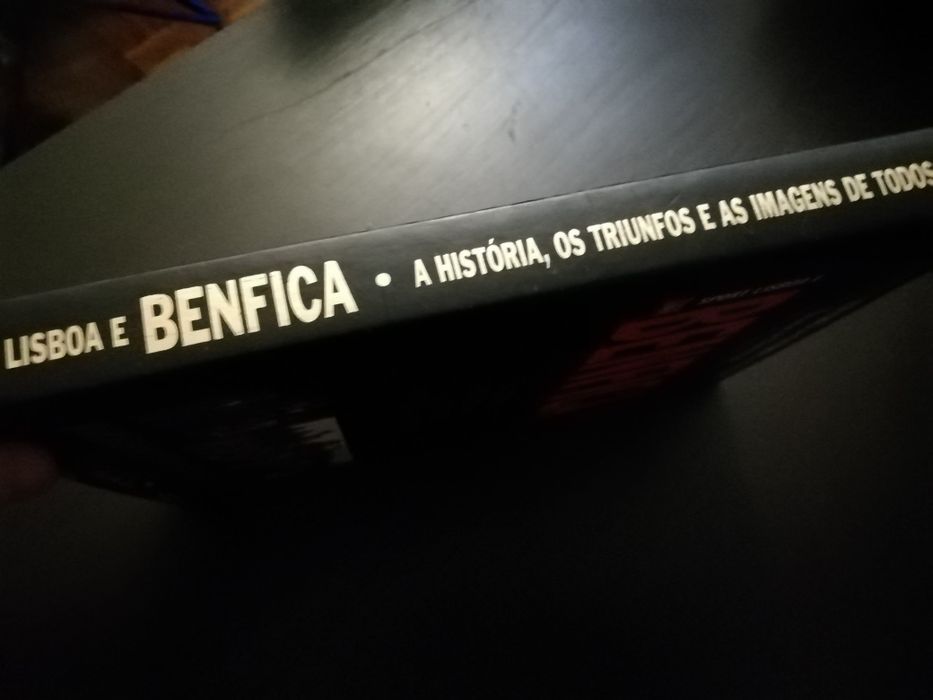 LISBOA E BENFICA • A HISTÓRIA, OS TRIUNFOS E AS IMAGENS DE TODOS